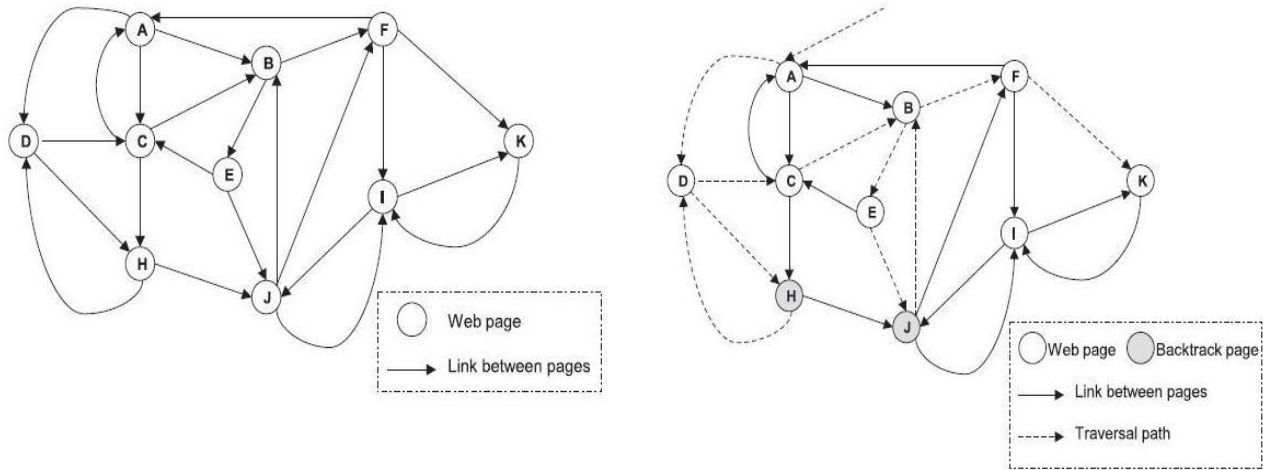 A
F
B
D
C
K
E
I
H
J
Web page
Link between pages
A
F
B
D
C
K
E
I
H
J
Web page Backtrack page
Link between pages
Traversal path